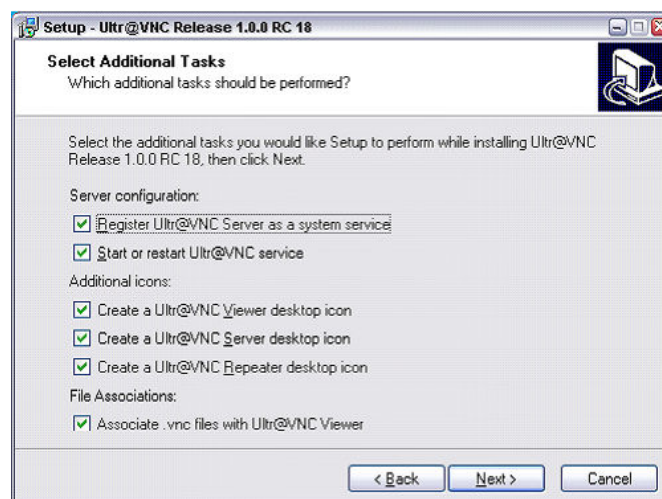 Setup - Ultr@VNC Release 1.0.0 RC 18
Select Additional Tasks
Which additional tasks should be performed?
Select the additional tasks you would like Setup to perform while installing Ultr@VNC
Release 1.0.0 RC 18, then click Next.
Server configuration:
Register Ultr@VNC Server as a system service
Start or restart Ultr@VNC service
Additional icons:
Create a Ultr@VNC Viewer desktop icon
Create a Ultr@VNC Server desktop icon
Create a Ultr@VNC Repeater desktop icon
File Associations:
Associate .vnc files with Ultr@VNC Viewer
< Back Next > Cancel